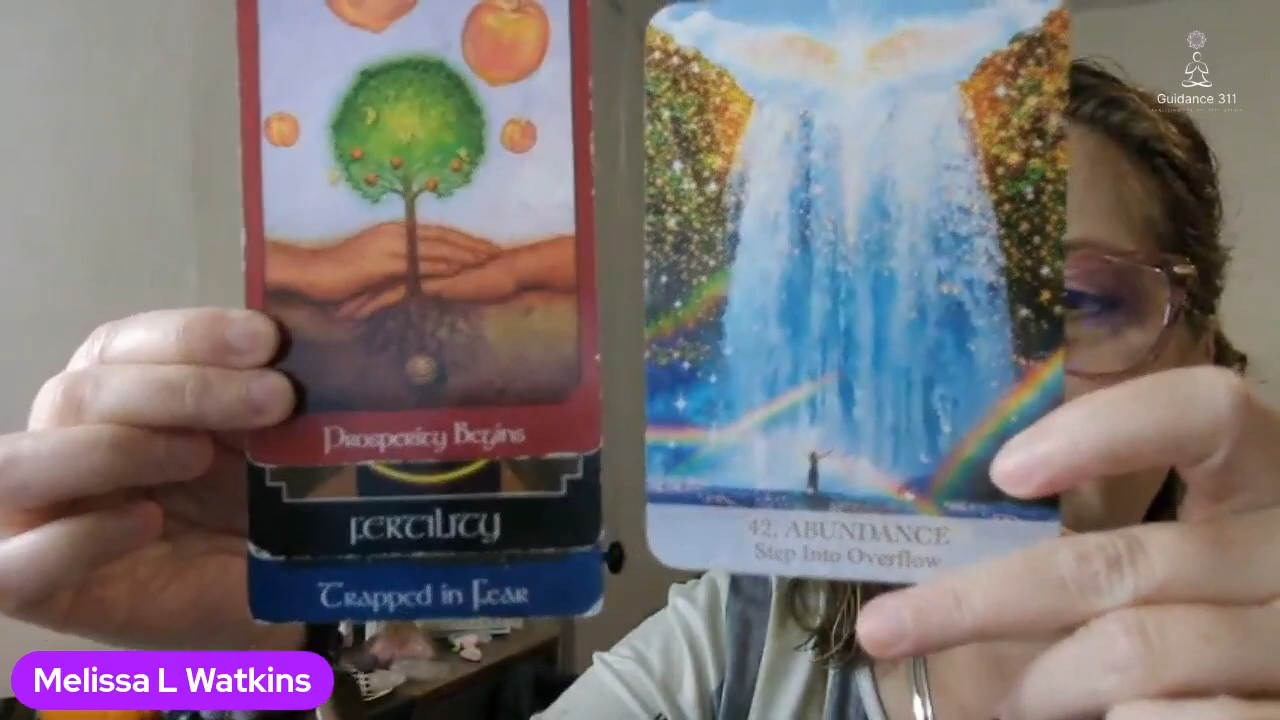 Guidance 311
Prosperity Begins
FERTILITY
Trapped in Fear
42. ABUNDANCE
Step Into Overflow
Melissa L Watkins